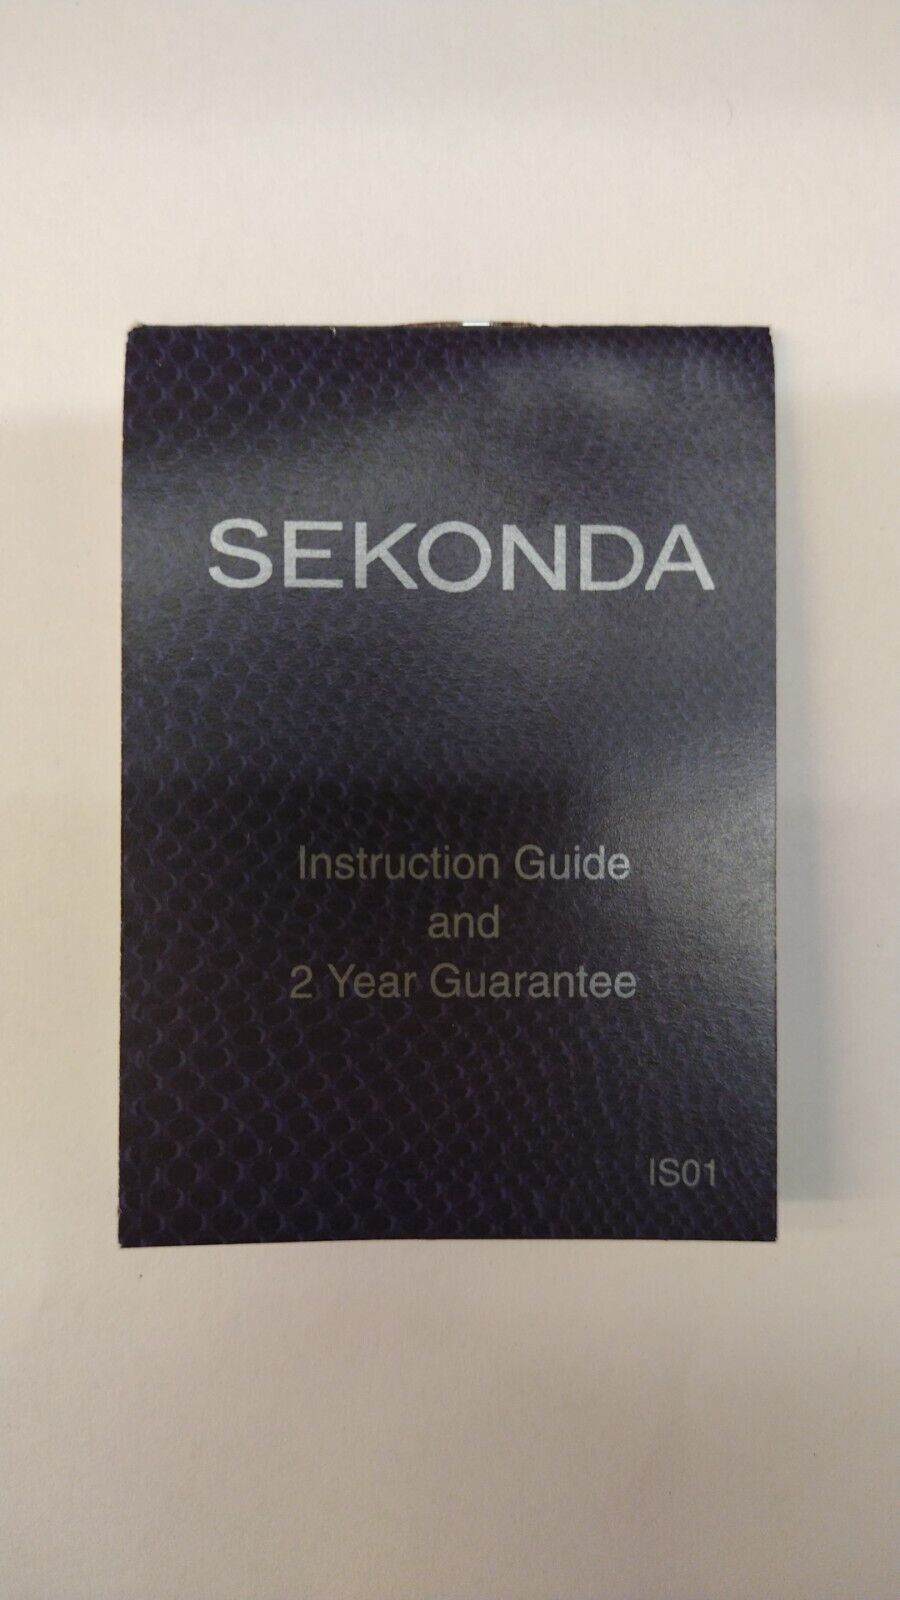 SEKONDA
Instruction Guide
and
2 Year Guarantee
IS01